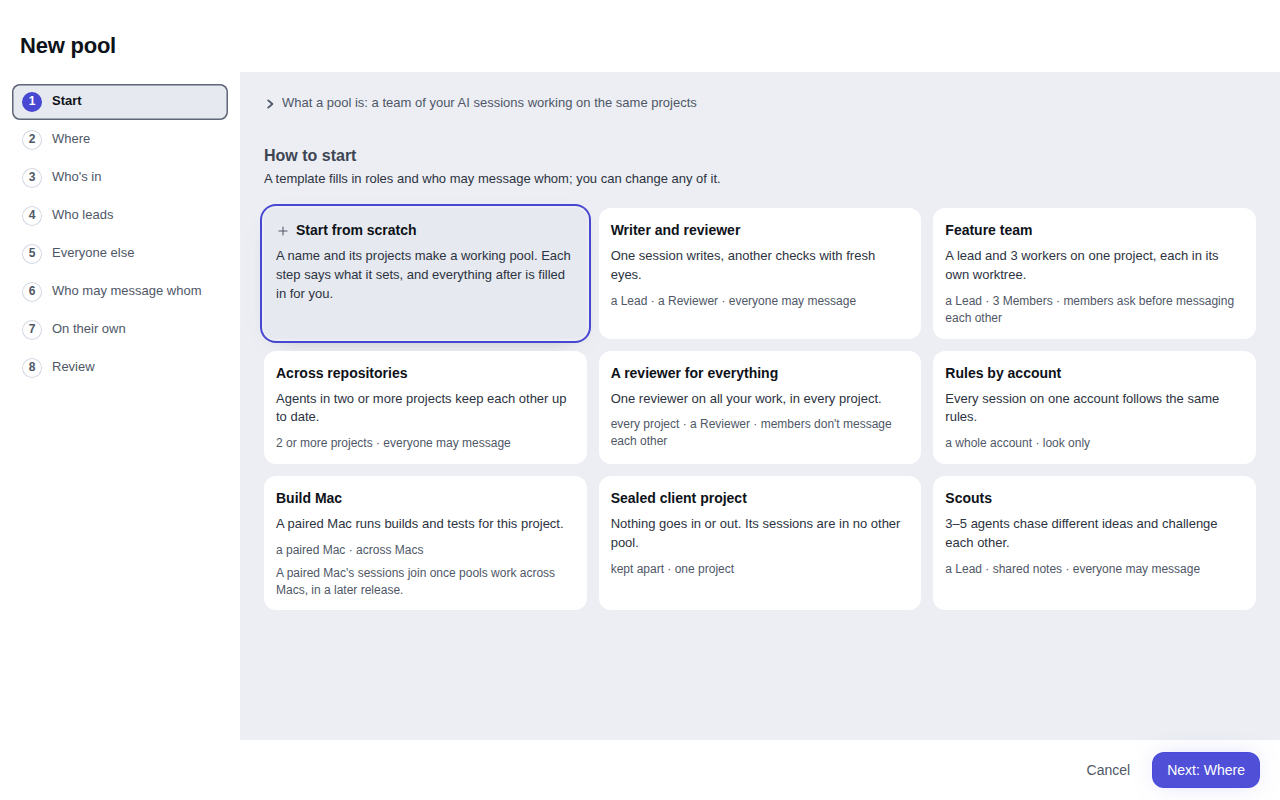 New pool
1 Start
2 Where
3 Who's in
4 Who leads
5 Everyone else
6 Who may message whom
7 On their own
8 Review
What a pool is: a team of your AI sessions working on the same projects
How to start
A template fills in roles and who may message whom; you can change any of it.
Start from scratch
A name and its projects make a working pool. Each
step says what it sets, and everything after is filled
in for you.
Writer and reviewer
One session writes, another checks with fresh
eyes.
a Lead · a Reviewer · everyone may message
Feature team
A lead and 3 workers on one project, each in its
own worktree.
a Lead · 3 Members · members ask before messaging
each other
Across repositories
Agents in two or more projects keep each other up
to date.
2 or more projects · everyone may message
A reviewer for everything
One reviewer on all your work, in every project.
every project · a Reviewer · members don't message
each other
Rules by account
Every session on one account follows the same
rules.
a whole account · look only
Build Mac
A paired Mac runs builds and tests for this project.
a paired Mac · across Macs
A paired Mac's sessions join once pools work across
Macs, in a later release.
Sealed client project
Nothing goes in or out. Its sessions are in no other
pool.
kept apart · one project
Scouts
3–5 agents chase different ideas and challenge
each other.
a Lead · shared notes · everyone may message
Cancel
Next: Where